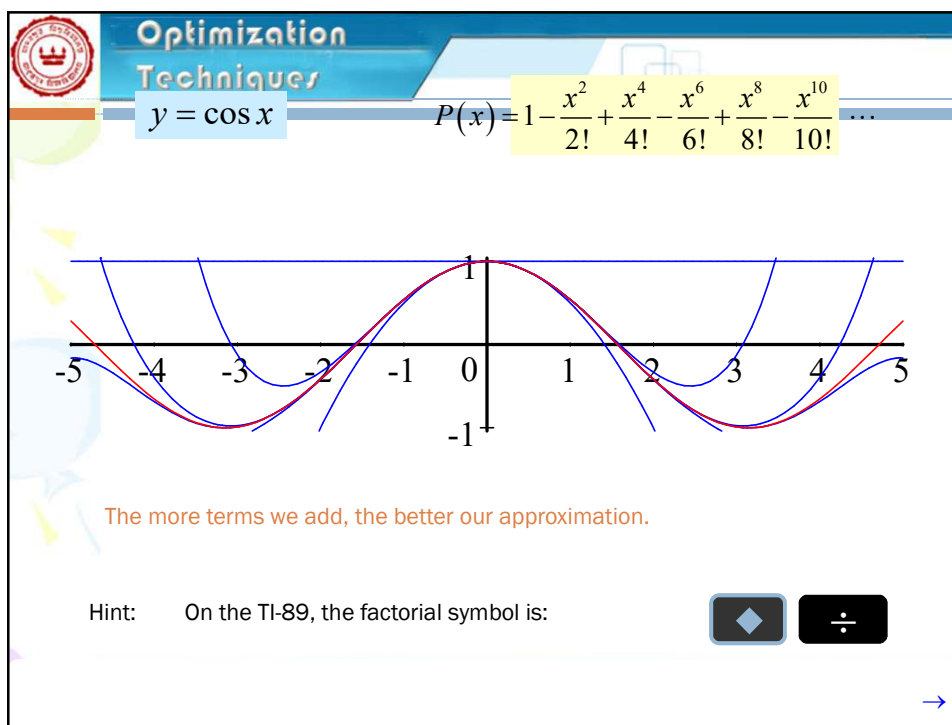 Optimization
Techniques
y = cos x
P(x) = 1 − x²/2! + x⁴/4! − x⁶/6! + x⁸/8! − x¹⁰/10! ⋯
1
-5 -4 -3 -2 -1 0 1 2 3 4 5
-1
The more terms we add, the better our approximation.
Hint: On the TI-89, the factorial symbol is: ◆ ÷
→